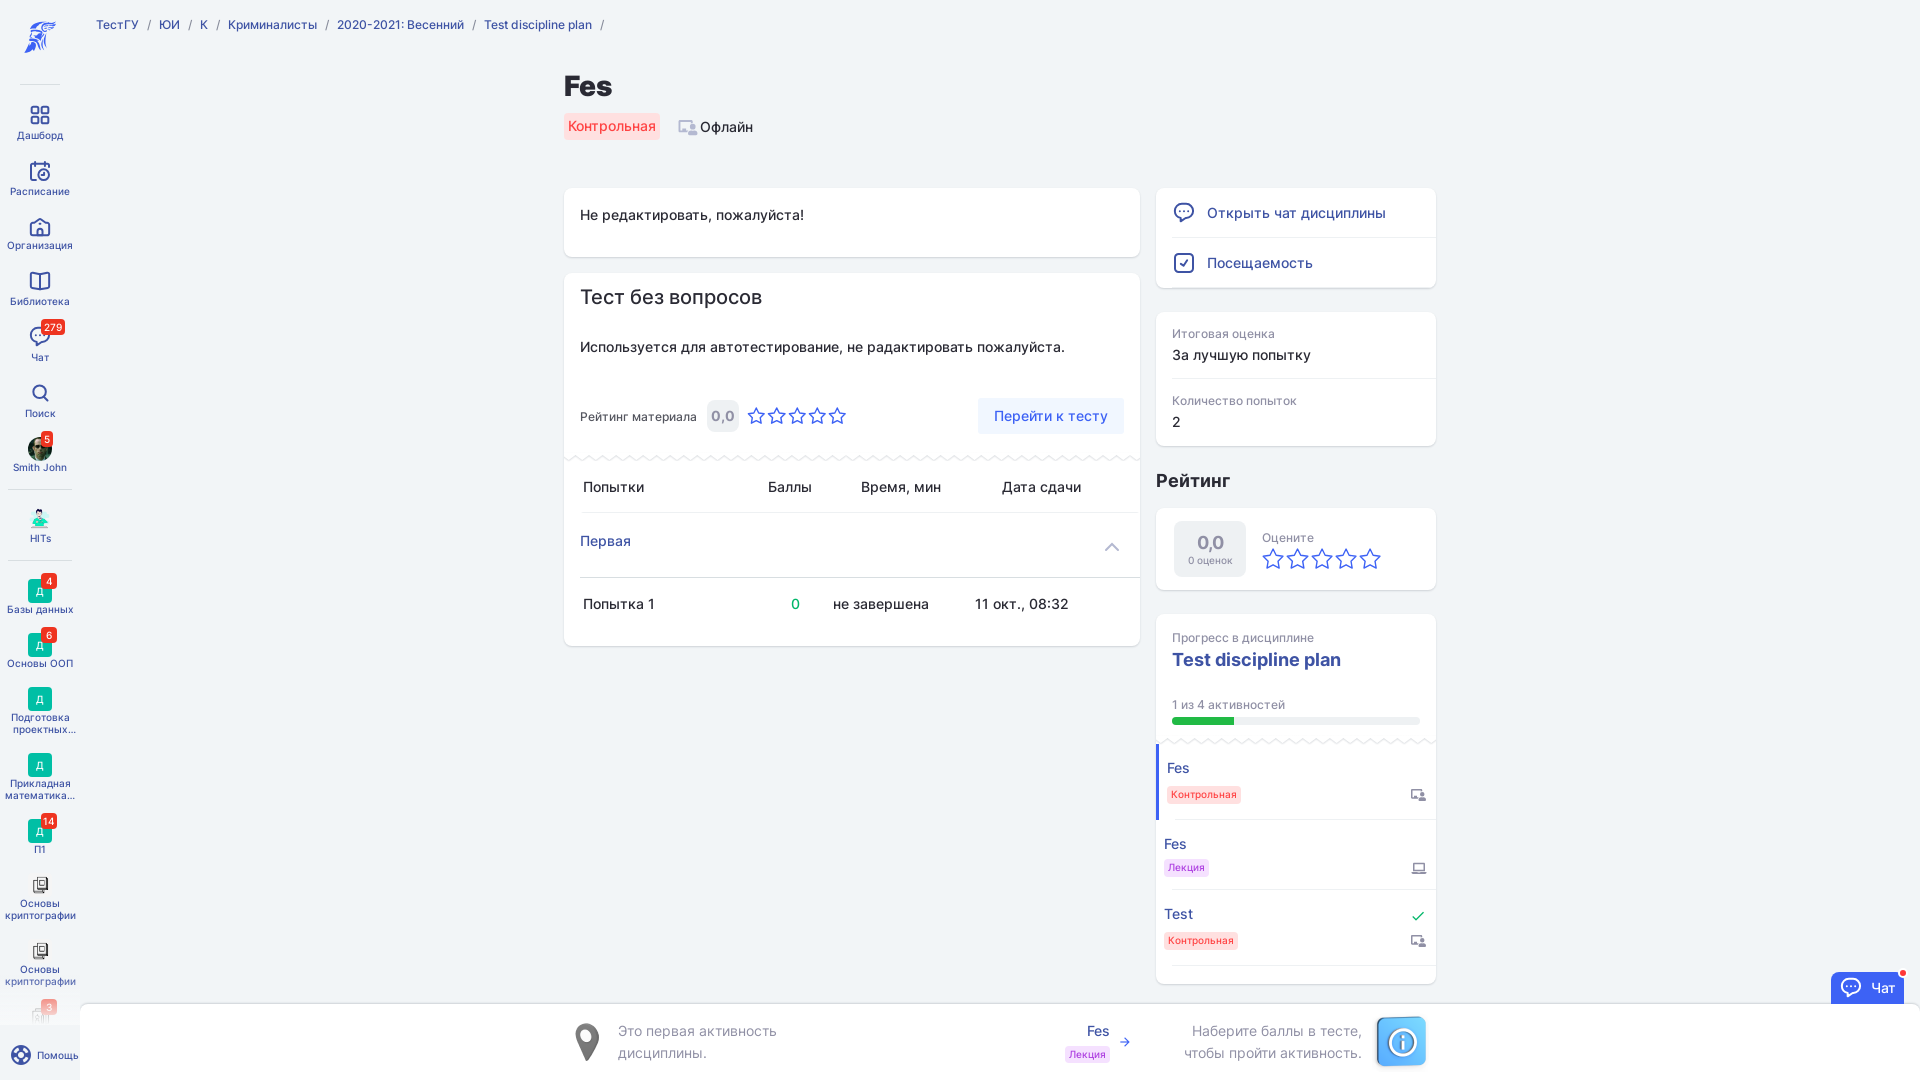 ТестГУ / ЮИ / К / Криминалисты / 2020-2021: Весенний / Test discipline plan /
Дашборд
Расписание
Организация
Библиотека
279
Чат
Поиск
5
Smith John
HITs
4
Д
Базы данных
6
Д
Основы ООП
Д
Подготовка
проектных...
Д
Прикладная
математика...
14
Д
П1
Основы
криптографии
Основы
криптографии
3
Помощь
Fes
Контрольная
Офлайн
Не редактировать, пожалуйста!
Тест без вопросов
Используется для автотестирование, не радактировать пожалуйста.
Рейтинг материала 0,0
Перейти к тесту
Попытки Баллы Время, мин Дата сдачи
Первая
Попытка 1 0 не завершена 11 окт., 08:32
Открыть чат дисциплины
Посещаемость
Итоговая оценка
За лучшую попытку
Количество попыток
2
Рейтинг
0,0
0 оценок
Оцените
Прогресс в дисциплине
Test discipline plan
1 из 4 активностей
Fes
Контрольная
Fes
Лекция
Test
Контрольная
Чат
Это первая активность
дисциплины.
Fes
Лекция
Наберите баллы в тесте,
чтобы пройти активность.